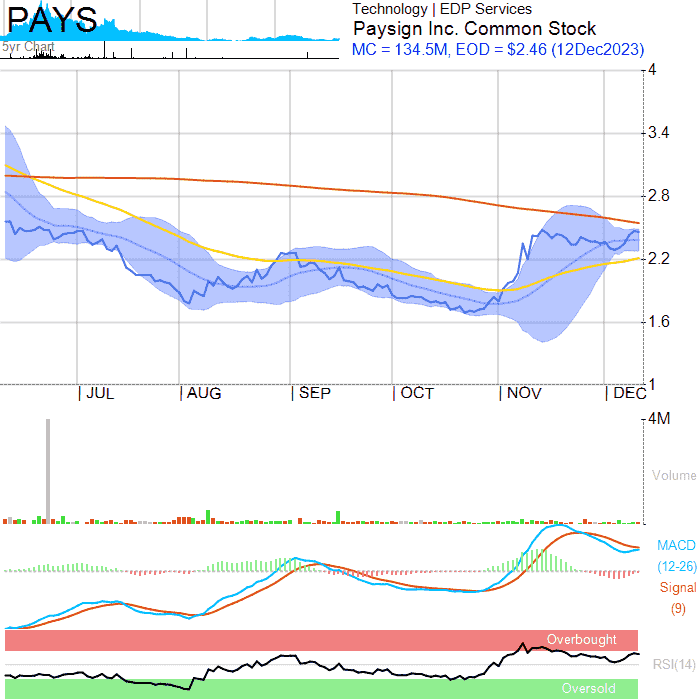 PAYS
5yr Chart
Technology | EDP Services
Paysign Inc. Common Stock
MC = 134.5M, EOD = $2.46 (12Dec2023)
4
3.4
2.8
2.2
1.6
1
| JUL | AUG | SEP | OCT | NOV | DEC
4M
Volume
MACD
(12-26)
Signal
(9)
Overbought
RSI(14)
Oversold